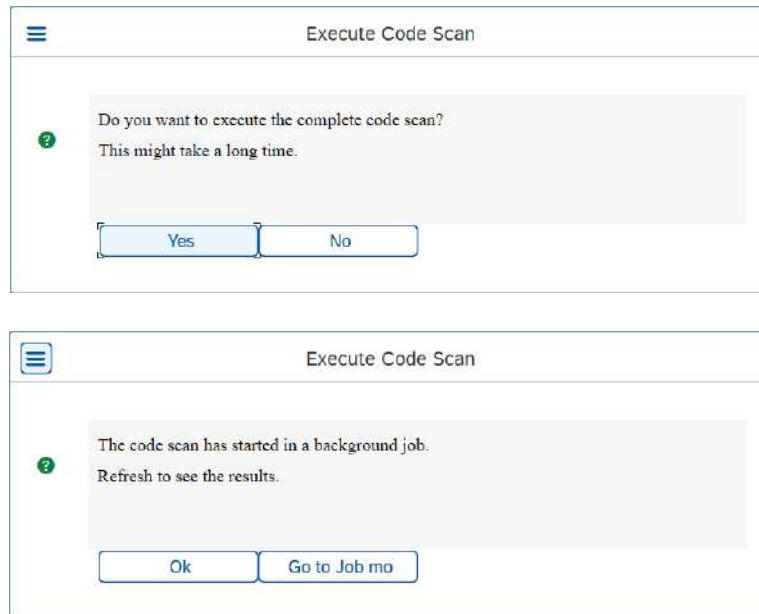 Execute Code Scan
Do you want to execute the complete code scan?
This might take a long time.
Yes
No
Execute Code Scan
The code scan has started in a background job.
Refresh to see the results.
Ok
Go to Job mo